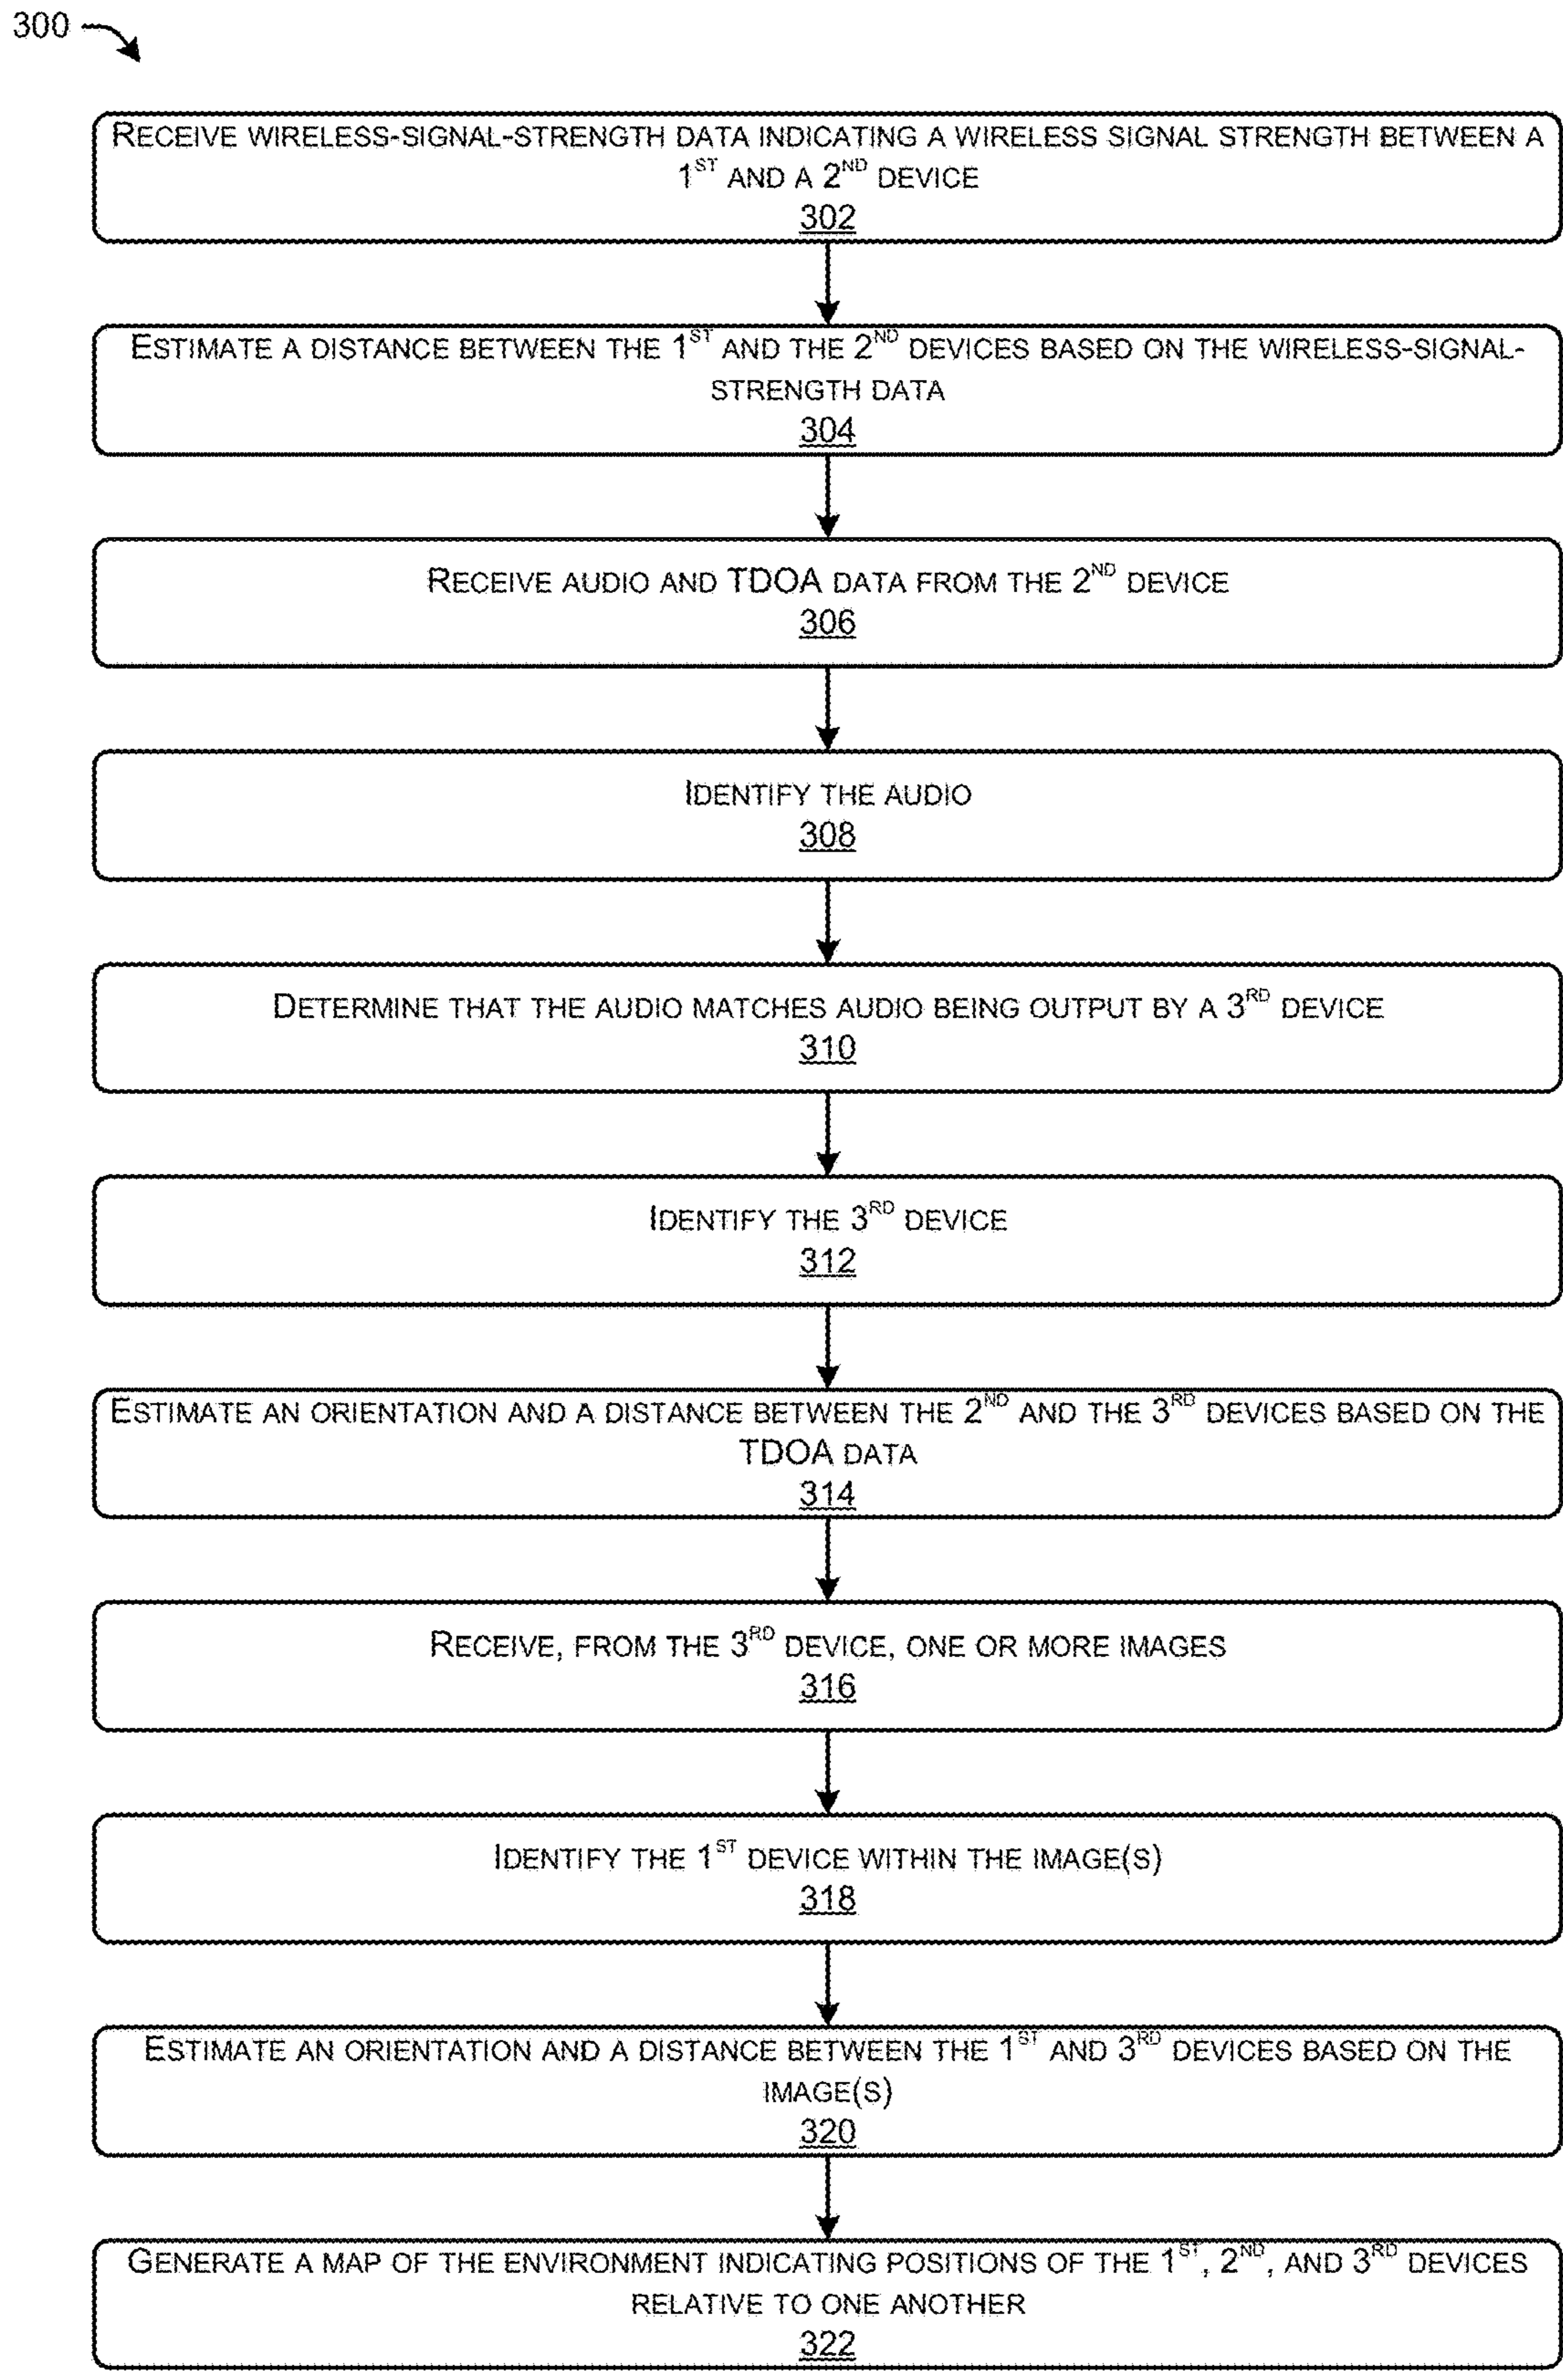 300
RECEIVE WIRELESS-SIGNAL-STRENGTH DATA INDICATING A WIRELESS SIGNAL STRENGTH BETWEEN A
1ST AND A 2ND DEVICE
302
ESTIMATE A DISTANCE BETWEEN THE 1ST AND THE 2ND DEVICES BASED ON THE WIRELESS-SIGNAL-
STRENGTH DATA
304
RECEIVE AUDIO AND TDOA DATA FROM THE 2ND DEVICE
306
IDENTIFY THE AUDIO
308
DETERMINE THAT THE AUDIO MATCHES AUDIO BEING OUTPUT BY A 3RD DEVICE
310
IDENTIFY THE 3RD DEVICE
312
ESTIMATE AN ORIENTATION AND A DISTANCE BETWEEN THE 2ND AND THE 3RD DEVICES BASED ON THE
TDOA DATA
314
RECEIVE, FROM THE 3RD DEVICE, ONE OR MORE IMAGES
316
IDENTIFY THE 1ST DEVICE WITHIN THE IMAGE(S)
318
ESTIMATE AN ORIENTATION AND A DISTANCE BETWEEN THE 1ST AND 3RD DEVICES BASED ON THE
IMAGE(S)
320
GENERATE A MAP OF THE ENVIRONMENT INDICATING POSITIONS OF THE 1ST, 2ND, AND 3RD DEVICES
RELATIVE TO ONE ANOTHER
322